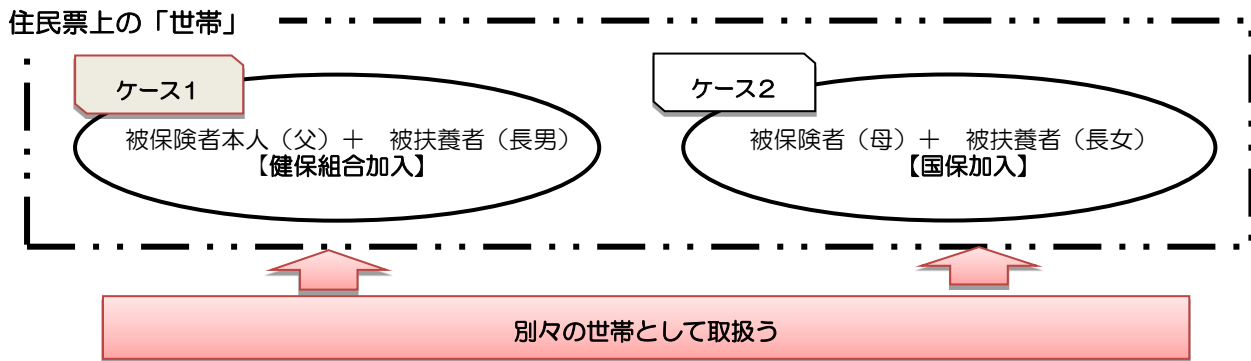 住民票上の「世帯」
ケース1
被保険者本人（父）＋　被扶養者（長男）
【健保組合加入】
ケース2
被保険者（母）＋　被扶養者（長女）
【国保加入】
別々の世帯として取扱う